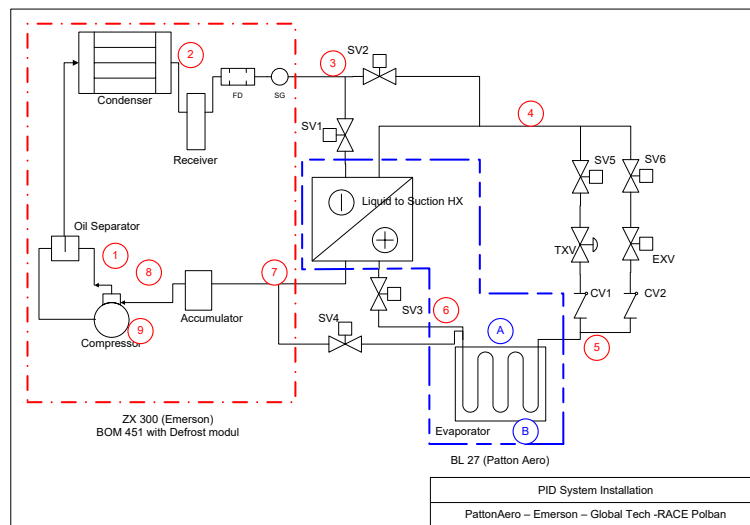 SV2
2
3
Condenser
FD
SG
4
SV1
Receiver
SV5
SV6
Liquid to Suction HX
Oil Separator
TXV
EXV
1
8
7
CV1
CV2
SV3
6
Accumulator
9
Compressor
SV4
A
5
ZX 300 (Emerson)
BOM 451 with Defrost modul
Evaporator
B
BL 27 (Patton Aero)
PID System Installation
PattonAero – Emerson – Global Tech -RACE Polban